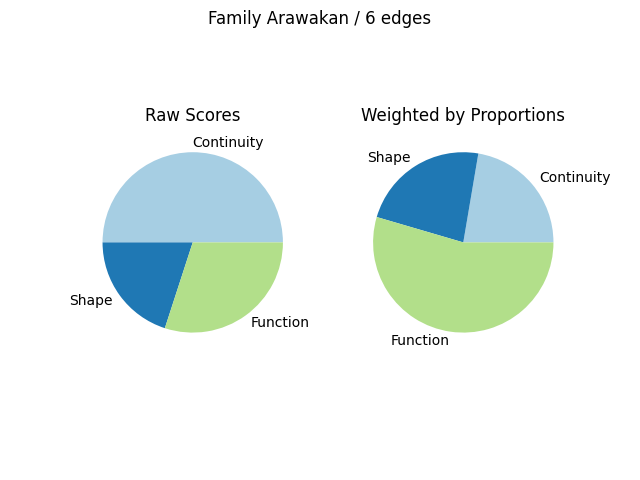 Family Arawakan / 6 edges
Raw Scores
Continuity
Shape
Function
Weighted by Proportions
Shape
Continuity
Function